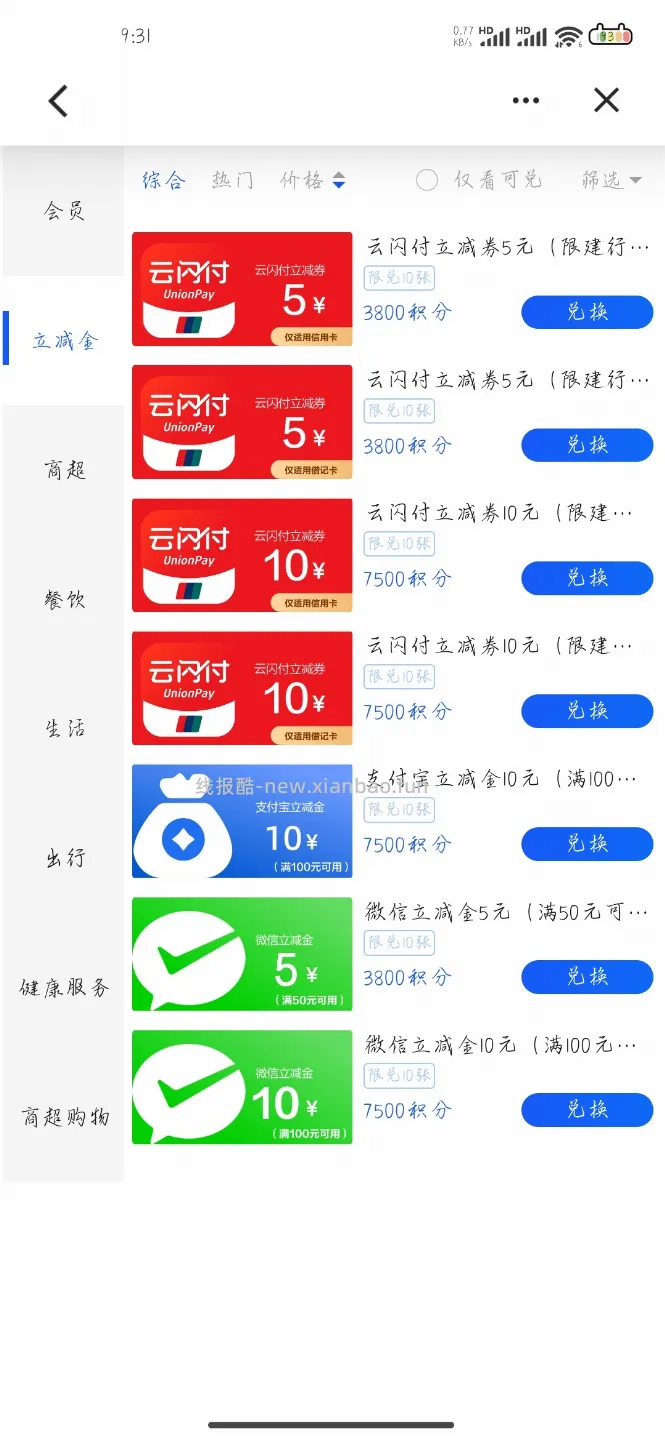 9:31
0.77 KB/s HD HD 6
综合 热门 价格 仅看可兑 筛选
会员
立减金
商超
餐饮
生活
出行
健康服务
商超购物
云闪付 UnionPay
云闪付立减券
5¥
仅适用信用卡
云闪付立减券5元（限建行…
限兑10张
3800积分 兑换
云闪付 UnionPay
云闪付立减券
5¥
仅适用借记卡
云闪付立减券5元（限建行…
限兑10张
3800积分 兑换
云闪付 UnionPay
云闪付立减券
10¥
仅适用信用卡
云闪付立减券10元（限建…
限兑10张
7500积分 兑换
云闪付 UnionPay
云闪付立减券
10¥
仅适用借记卡
云闪付立减券10元（限建…
限兑10张
7500积分 兑换
线报酷-new.xianbao.fun
支付宝立减金
10¥
（满100元可用）
支付宝立减金10元（满100…
限兑10张
7500积分 兑换
微信立减金
5¥
（满50元可用）
微信立减金5元（满50元可…
限兑10张
3800积分 兑换
微信立减金
10¥
（满100元可用）
微信立减金10元（满100元…
限兑10张
7500积分 兑换